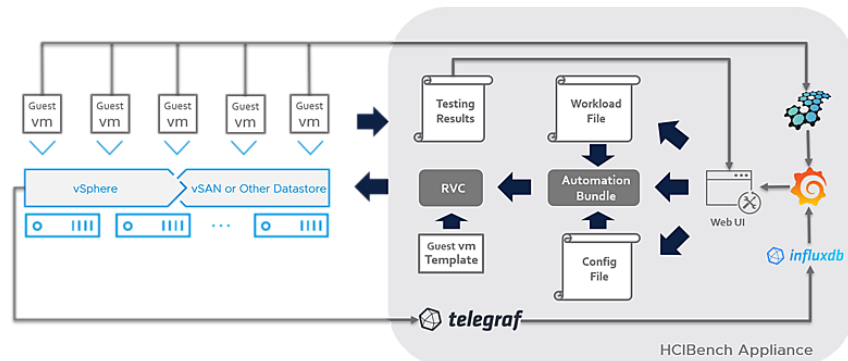 Guest
vm
Guest
vm
Guest
vm
Guest
vm
Guest
vm
vSphere
vSAN or Other Datastore
...
Testing
Results
Workload
File
RVC
Automation
Bundle
Guest vm
Template
Config
File
Web UI
influxdb
telegraf
HCIBench Appliance